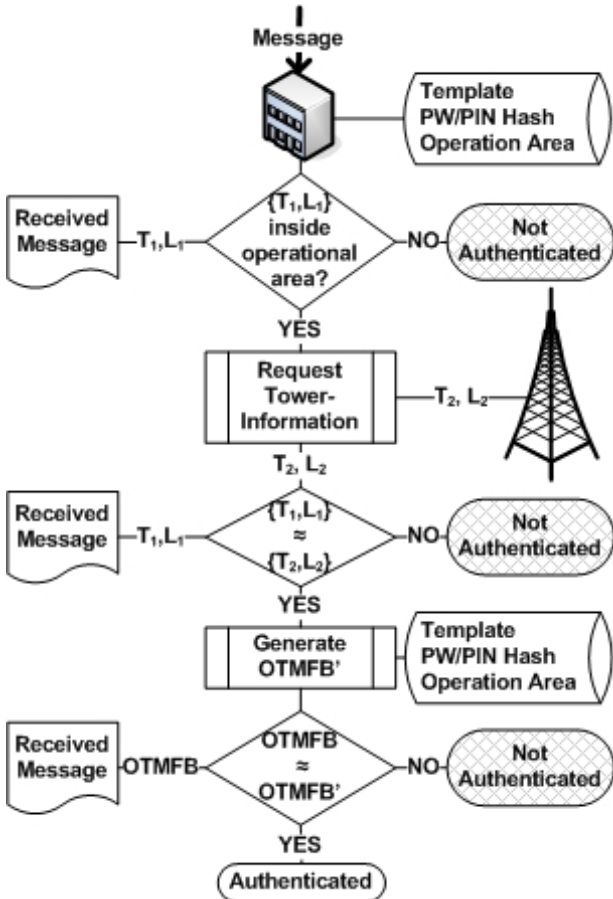 Message
Template
PW/PIN Hash
Operation Area
Received
Message
T₁,L₁
{T₁,L₁}
inside
operational
area?
NO
Not
Authenticated
YES
Request
Tower-
Information
T₂, L₂
T₂, L₂
Received
Message
T₁,L₁
{T₁,L₁}
≈
{T₂,L₂}
NO
Not
Authenticated
YES
Generate
OTMFB’
Template
PW/PIN Hash
Operation Area
Received
Message
OTMFB
OTMFB
≈
OTMFB’
NO
Not
Authenticated
YES
Authenticated